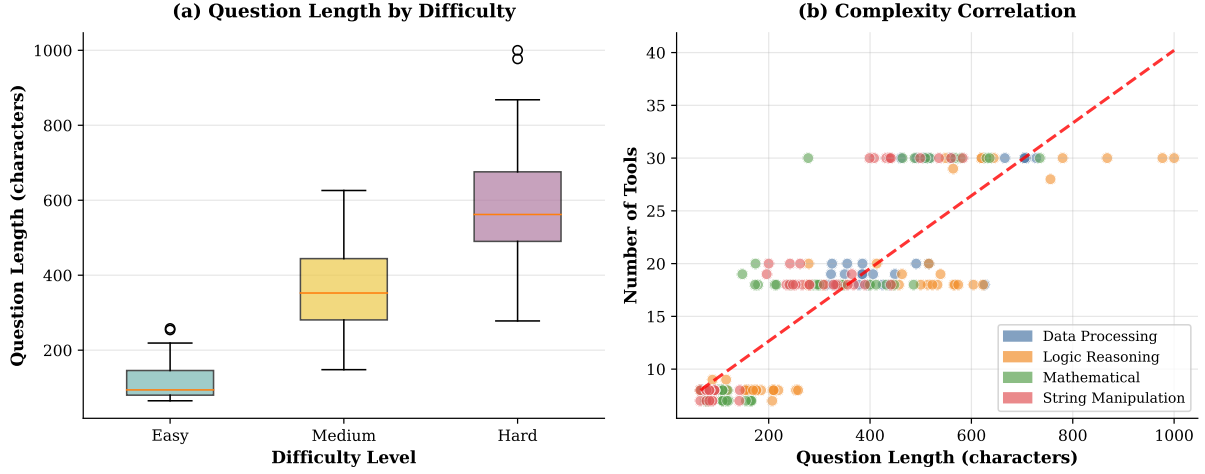 (a) Question Length by Difficulty
Question Length (characters)
1000
800
600
400
200
Easy
Medium
Hard
Difficulty Level
(b) Complexity Correlation
Number of Tools
40
35
30
25
20
15
10
Data Processing
Logic Reasoning
Mathematical
String Manipulation
200
400
600
800
1000
Question Length (characters)